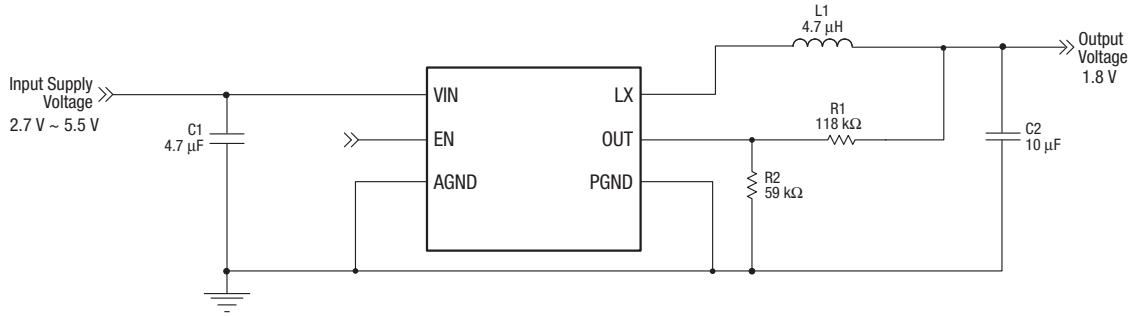 L1
4.7 μH
Output
Voltage
1.8 V
Input Supply
Voltage
2.7 V ~ 5.5 V
VIN
LX
C1
4.7 μF
EN
OUT
R1
118 kΩ
C2
10 μF
AGND
PGND
R2
59 kΩ